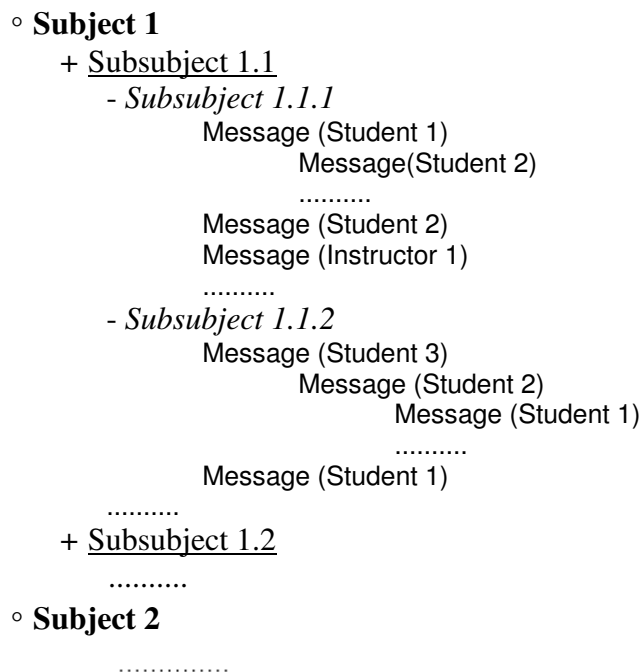 ◦ Subject 1
+ Subsubject 1.1
- Subsubject 1.1.1
Message (Student 1)
Message(Student 2)
..........
Message (Student 2)
Message (Instructor 1)
..........
- Subsubject 1.1.2
Message (Student 3)
Message (Student 2)
Message (Student 1)
..........
Message (Student 1)
..........
+ Subsubject 1.2
..........
◦ Subject 2
..............